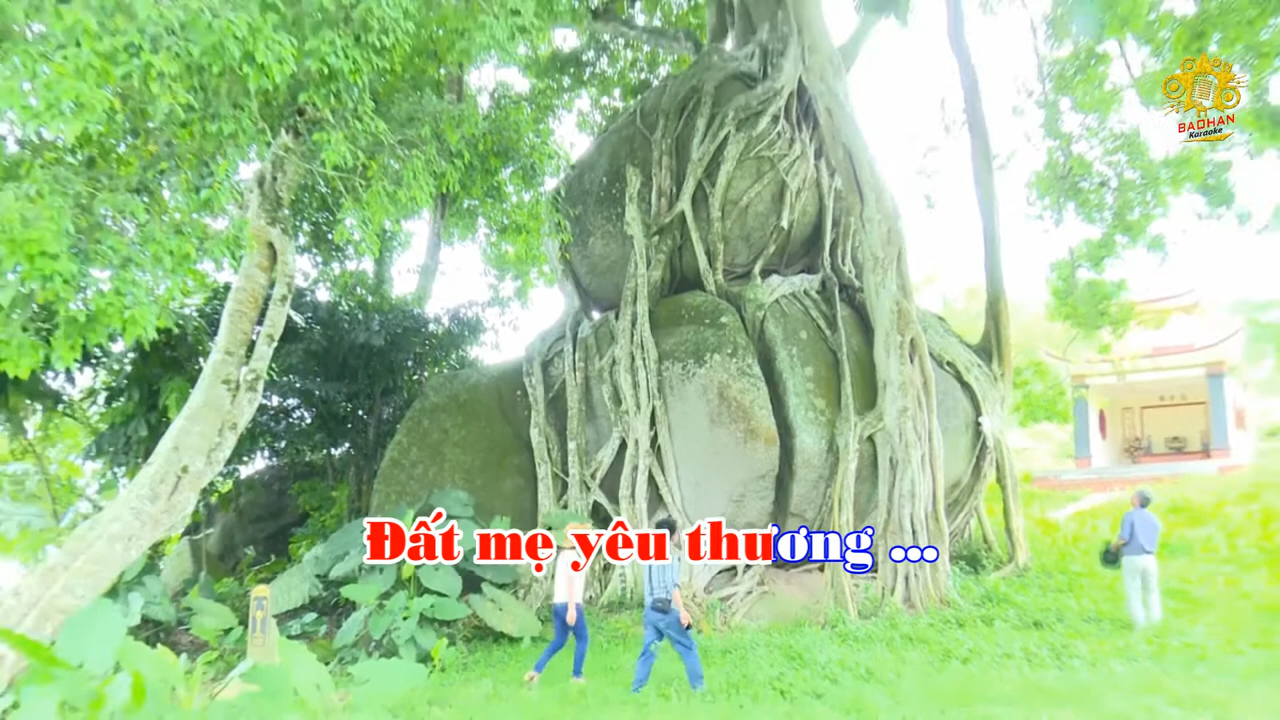 BAOHAN
Karaoke
Đất mẹ yêu thương ...